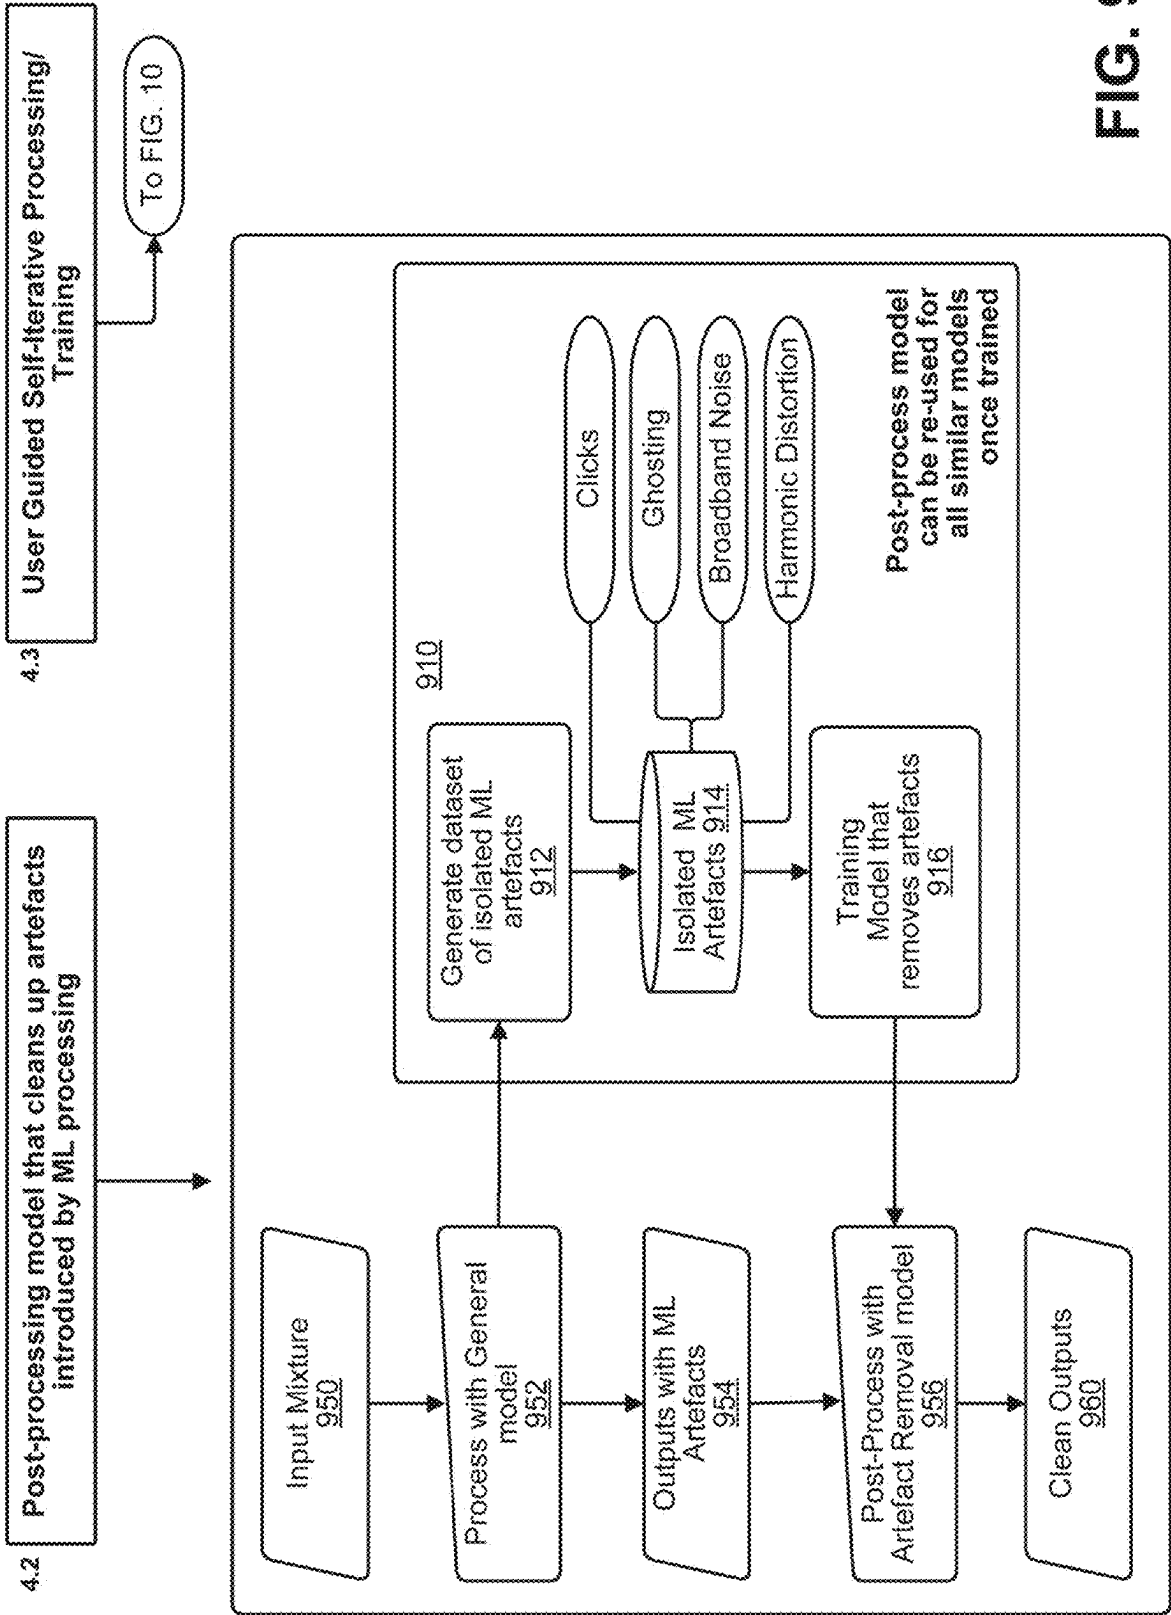 4.2
Post-processing model that cleans up artefacts
introduced by ML processing
4.3
User Guided Self-Iterative Processing/
Training
To FIG. 10
Input Mixture
950
Process with General
model
952
Outputs with ML
Artefacts
954
Post-Process with
Artefact Removal model
956
Clean Outputs
960
910
Generate dataset
of isolated ML
artefacts
912
Isolated ML
Artefacts 914
Training
Model that
removes artefacts
916
Clicks
Ghosting
Broadband Noise
Harmonic Distortion
Post-process model
can be re-used for
all similar models
once trained
FIG.